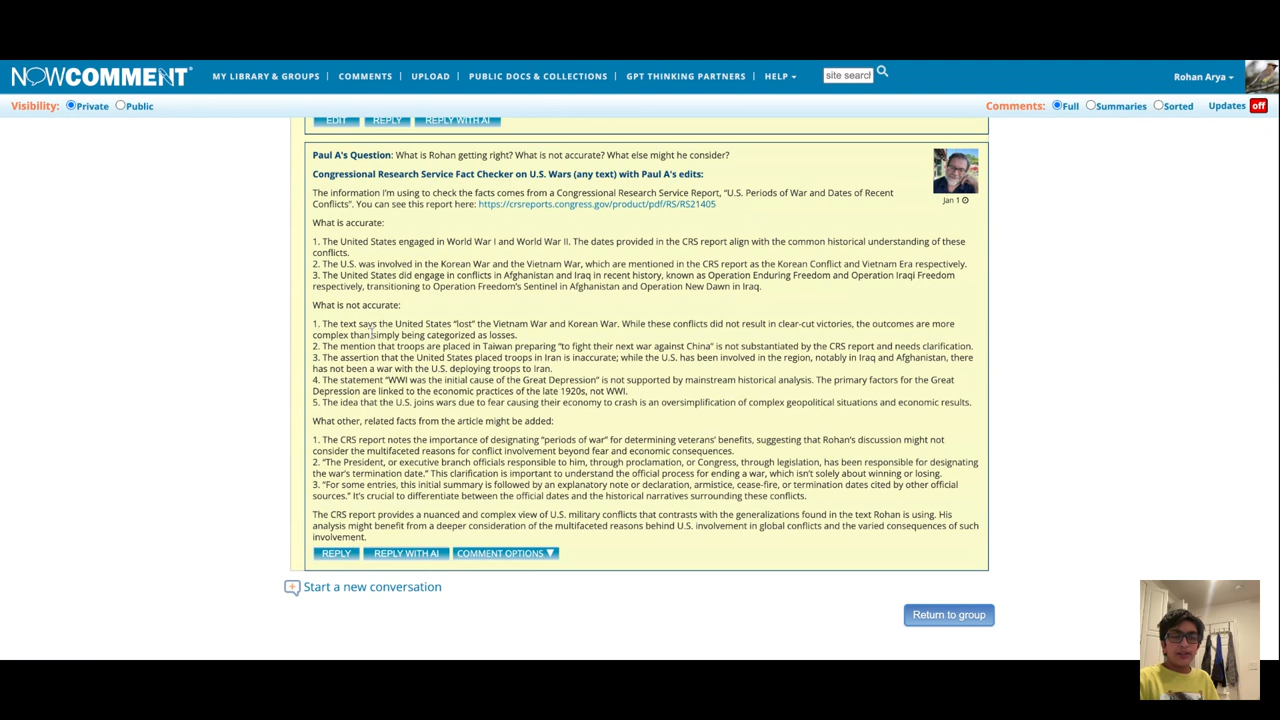 NOWCOMMENT® MY LIBRARY & GROUPS COMMENTS UPLOAD PUBLIC DOCS & COLLECTIONS GPT THINKING PARTNERS HELP site search Rohan Arya
Visibility: Private Public Comments: Full Summaries Sorted Updates off
EDIT REPLY REPLY WITH AI
Paul A's Question: What is Rohan getting right? What is not accurate? What else might he consider?
Congressional Research Service Fact Checker on U.S. Wars (any text) with Paul A's edits:
Jan 1
The information I'm using to check the facts comes from a Congressional Research Service Report, “U.S. Periods of War and Dates of Recent
Conflicts”. You can see this report here: https://crsreports.congress.gov/product/pdf/RS/RS21405
What is accurate:
1. The United States engaged in World War I and World War II. The dates provided in the CRS report align with the common historical understanding of these
conflicts.
2. The U.S. was involved in the Korean War and the Vietnam War, which are mentioned in the CRS report as the Korean Conflict and Vietnam Era respectively.
3. The United States did engage in conflicts in Afghanistan and Iraq in recent history, known as Operation Enduring Freedom and Operation Iraqi Freedom
respectively, transitioning to Operation Freedom’s Sentinel in Afghanistan and Operation New Dawn in Iraq.
What is not accurate:
1. The text says the United States “lost” the Vietnam War and Korean War. While these conflicts did not result in clear-cut victories, the outcomes are more
complex than simply being categorized as losses.
2. The mention that troops are placed in Taiwan preparing “to fight their next war against China” is not substantiated by the CRS report and needs clarification.
3. The assertion that the United States placed troops in Iran is inaccurate; while the U.S. has been involved in the region, notably in Iraq and Afghanistan, there
has not been a war with the U.S. deploying troops to Iran.
4. The statement “WWI was the initial cause of the Great Depression” is not supported by mainstream historical analysis. The primary factors for the Great
Depression are linked to the economic practices of the late 1920s, not WWI.
5. The idea that the U.S. joins wars due to fear causing their economy to crash is an oversimplification of complex geopolitical situations and economic results.
What other, related facts from the article might be added:
1. The CRS report notes the importance of designating “periods of war” for determining veterans’ benefits, suggesting that Rohan’s discussion might not
consider the multifaceted reasons for conflict involvement beyond fear and economic consequences.
2. “The President, or executive branch officials responsible to him, through proclamation, or Congress, through legislation, has been responsible for designating
the war’s termination date.” This clarification is important to understand the official process for ending a war, which isn’t solely about winning or losing.
3. “For some entries, this initial summary is followed by an explanatory note or declaration, armistice, cease-fire, or termination dates cited by other official
sources.” It’s crucial to differentiate between the official dates and the historical narratives surrounding these conflicts.
The CRS report provides a nuanced and complex view of U.S. military conflicts that contrasts with the generalizations found in the text Rohan is using. His
analysis might benefit from a deeper consideration of the multifaceted reasons behind U.S. involvement in global conflicts and the varied consequences of such
involvement.
REPLY REPLY WITH AI COMMENT OPTIONS ▼
Start a new conversation
Return to group